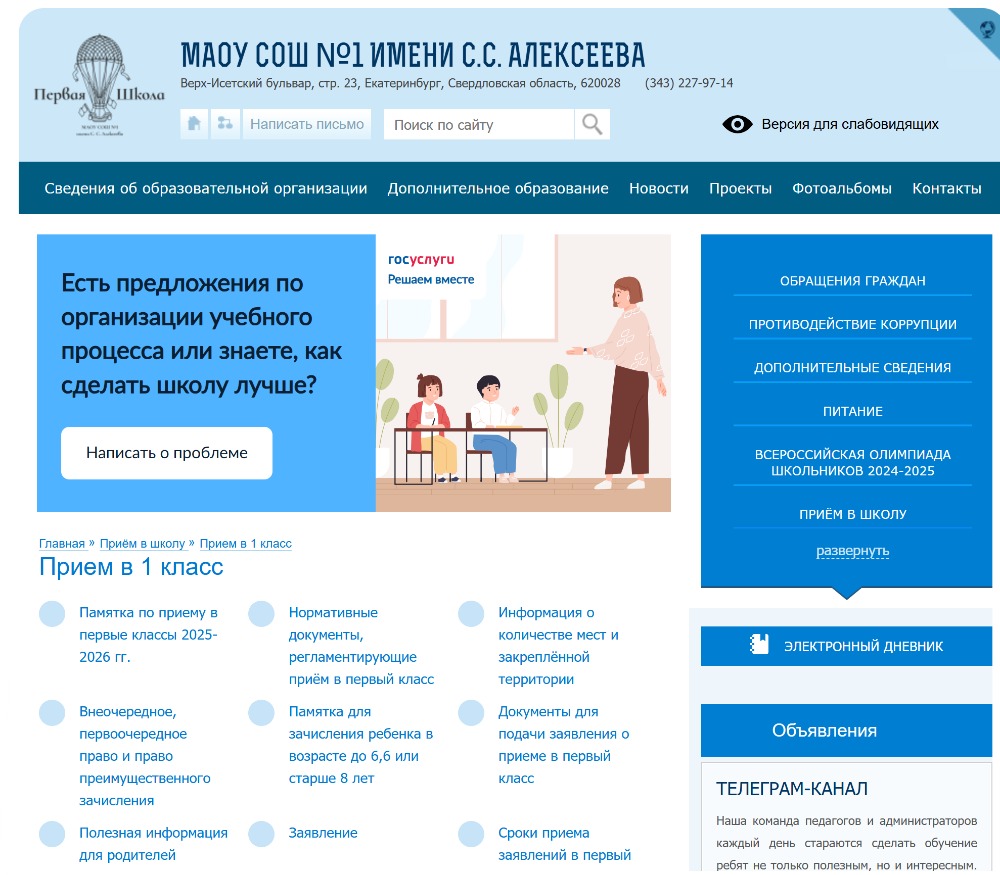 Первая Школа
МАОУ СОШ №1
имени С. С. Алексеева
МАОУ СОШ №1 ИМЕНИ С.С. АЛЕКСЕЕВА
Верх-Исетский бульвар, стр. 23, Екатеринбург, Свердловская область, 620028 (343) 227-97-14
Написать письмо
Поиск по сайту
Версия для слабовидящих
Сведения об образовательной организации Дополнительное образование Новости Проекты Фотоальбомы Контакты
Есть предложения по
организации учебного
процесса или знаете, как
сделать школу лучше?
Написать о проблеме
госуслуги
Решаем вместе
ОБРАЩЕНИЯ ГРАЖДАН
ПРОТИВОДЕЙСТВИЕ КОРРУПЦИИ
ДОПОЛНИТЕЛЬНЫЕ СВЕДЕНИЯ
ПИТАНИЕ
ВСЕРОССИЙСКАЯ ОЛИМПИАДА
ШКОЛЬНИКОВ 2024-2025
ПРИЁМ В ШКОЛУ
развернуть
Главная » Приём в школу » Прием в 1 класс
Прием в 1 класс
Памятка по приему в
первые классы 2025-
2026 гг.
Нормативные
документы,
регламентирующие
приём в первый класс
Информация о
количестве мест и
закреплённой
территории
Внеочередное,
первоочередное
право и право
преимущественного
зачисления
Памятка для
зачисления ребенка в
возрасте до 6,6 или
старше 8 лет
Документы для
подачи заявления о
приеме в первый
класс
Полезная информация
для родителей
Заявление
Сроки приема
заявлений в первый
ЭЛЕКТРОННЫЙ ДНЕВНИК
Объявления
ТЕЛЕГРАМ-КАНАЛ
Наша команда педагогов и администраторов
каждый день стараются сделать обучение
ребят не только полезным, но и интересным.